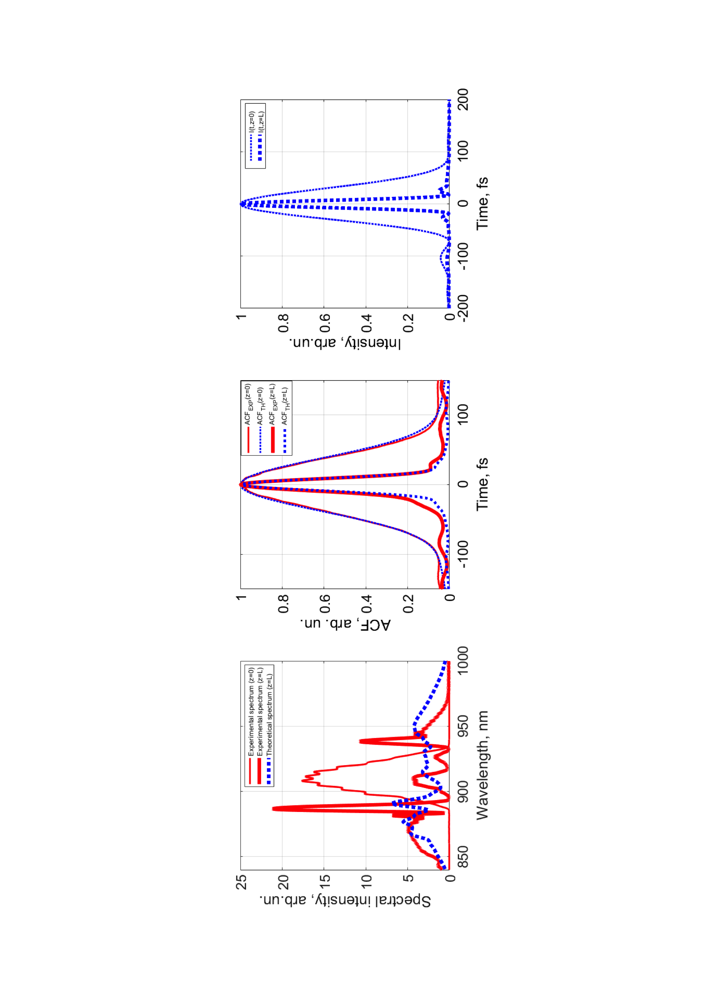 Spectral intensity, arb.un.
25
20
15
10
5
0
850
900
950
1000
Wavelength, nm
Experimental spectrum (z=0)
Experimental spectrum (z=L)
Theoretical spectrum (z=L)
ACF, arb. un.
1
0.8
0.6
0.4
0.2
0
-100
0
100
Time, fs
ACF_EXP(z=0)
ACF_TH(z=0)
ACF_EXP(z=L)
ACF_TH(z=L)
Intensity, arb.un.
1
0.8
0.6
0.4
0.2
0
-200
-100
0
100
200
Time, fs
I(t,z=0)
I(t,z=L)